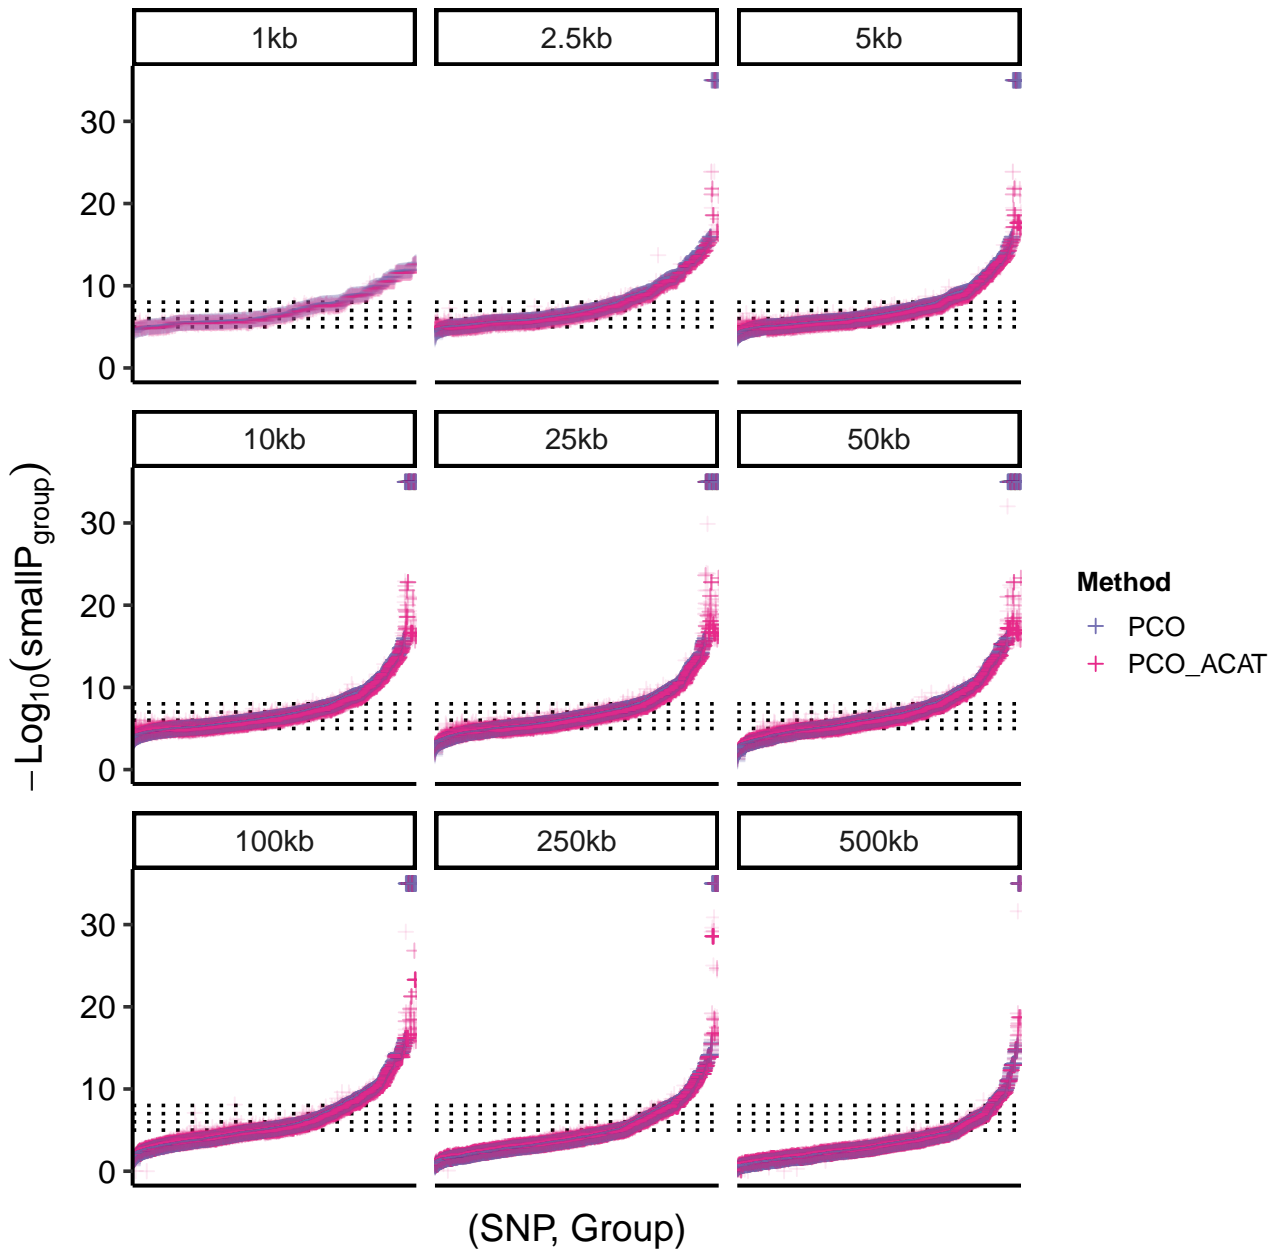 1kb
2.5kb
5kb
30
20
10
0
10kb
25kb
50kb
30
20
10
0
100kb
250kb
500kb
30
20
10
0
−Log10(smallPgroup)
(SNP, Group)
Method
PCO
PCO_ACAT